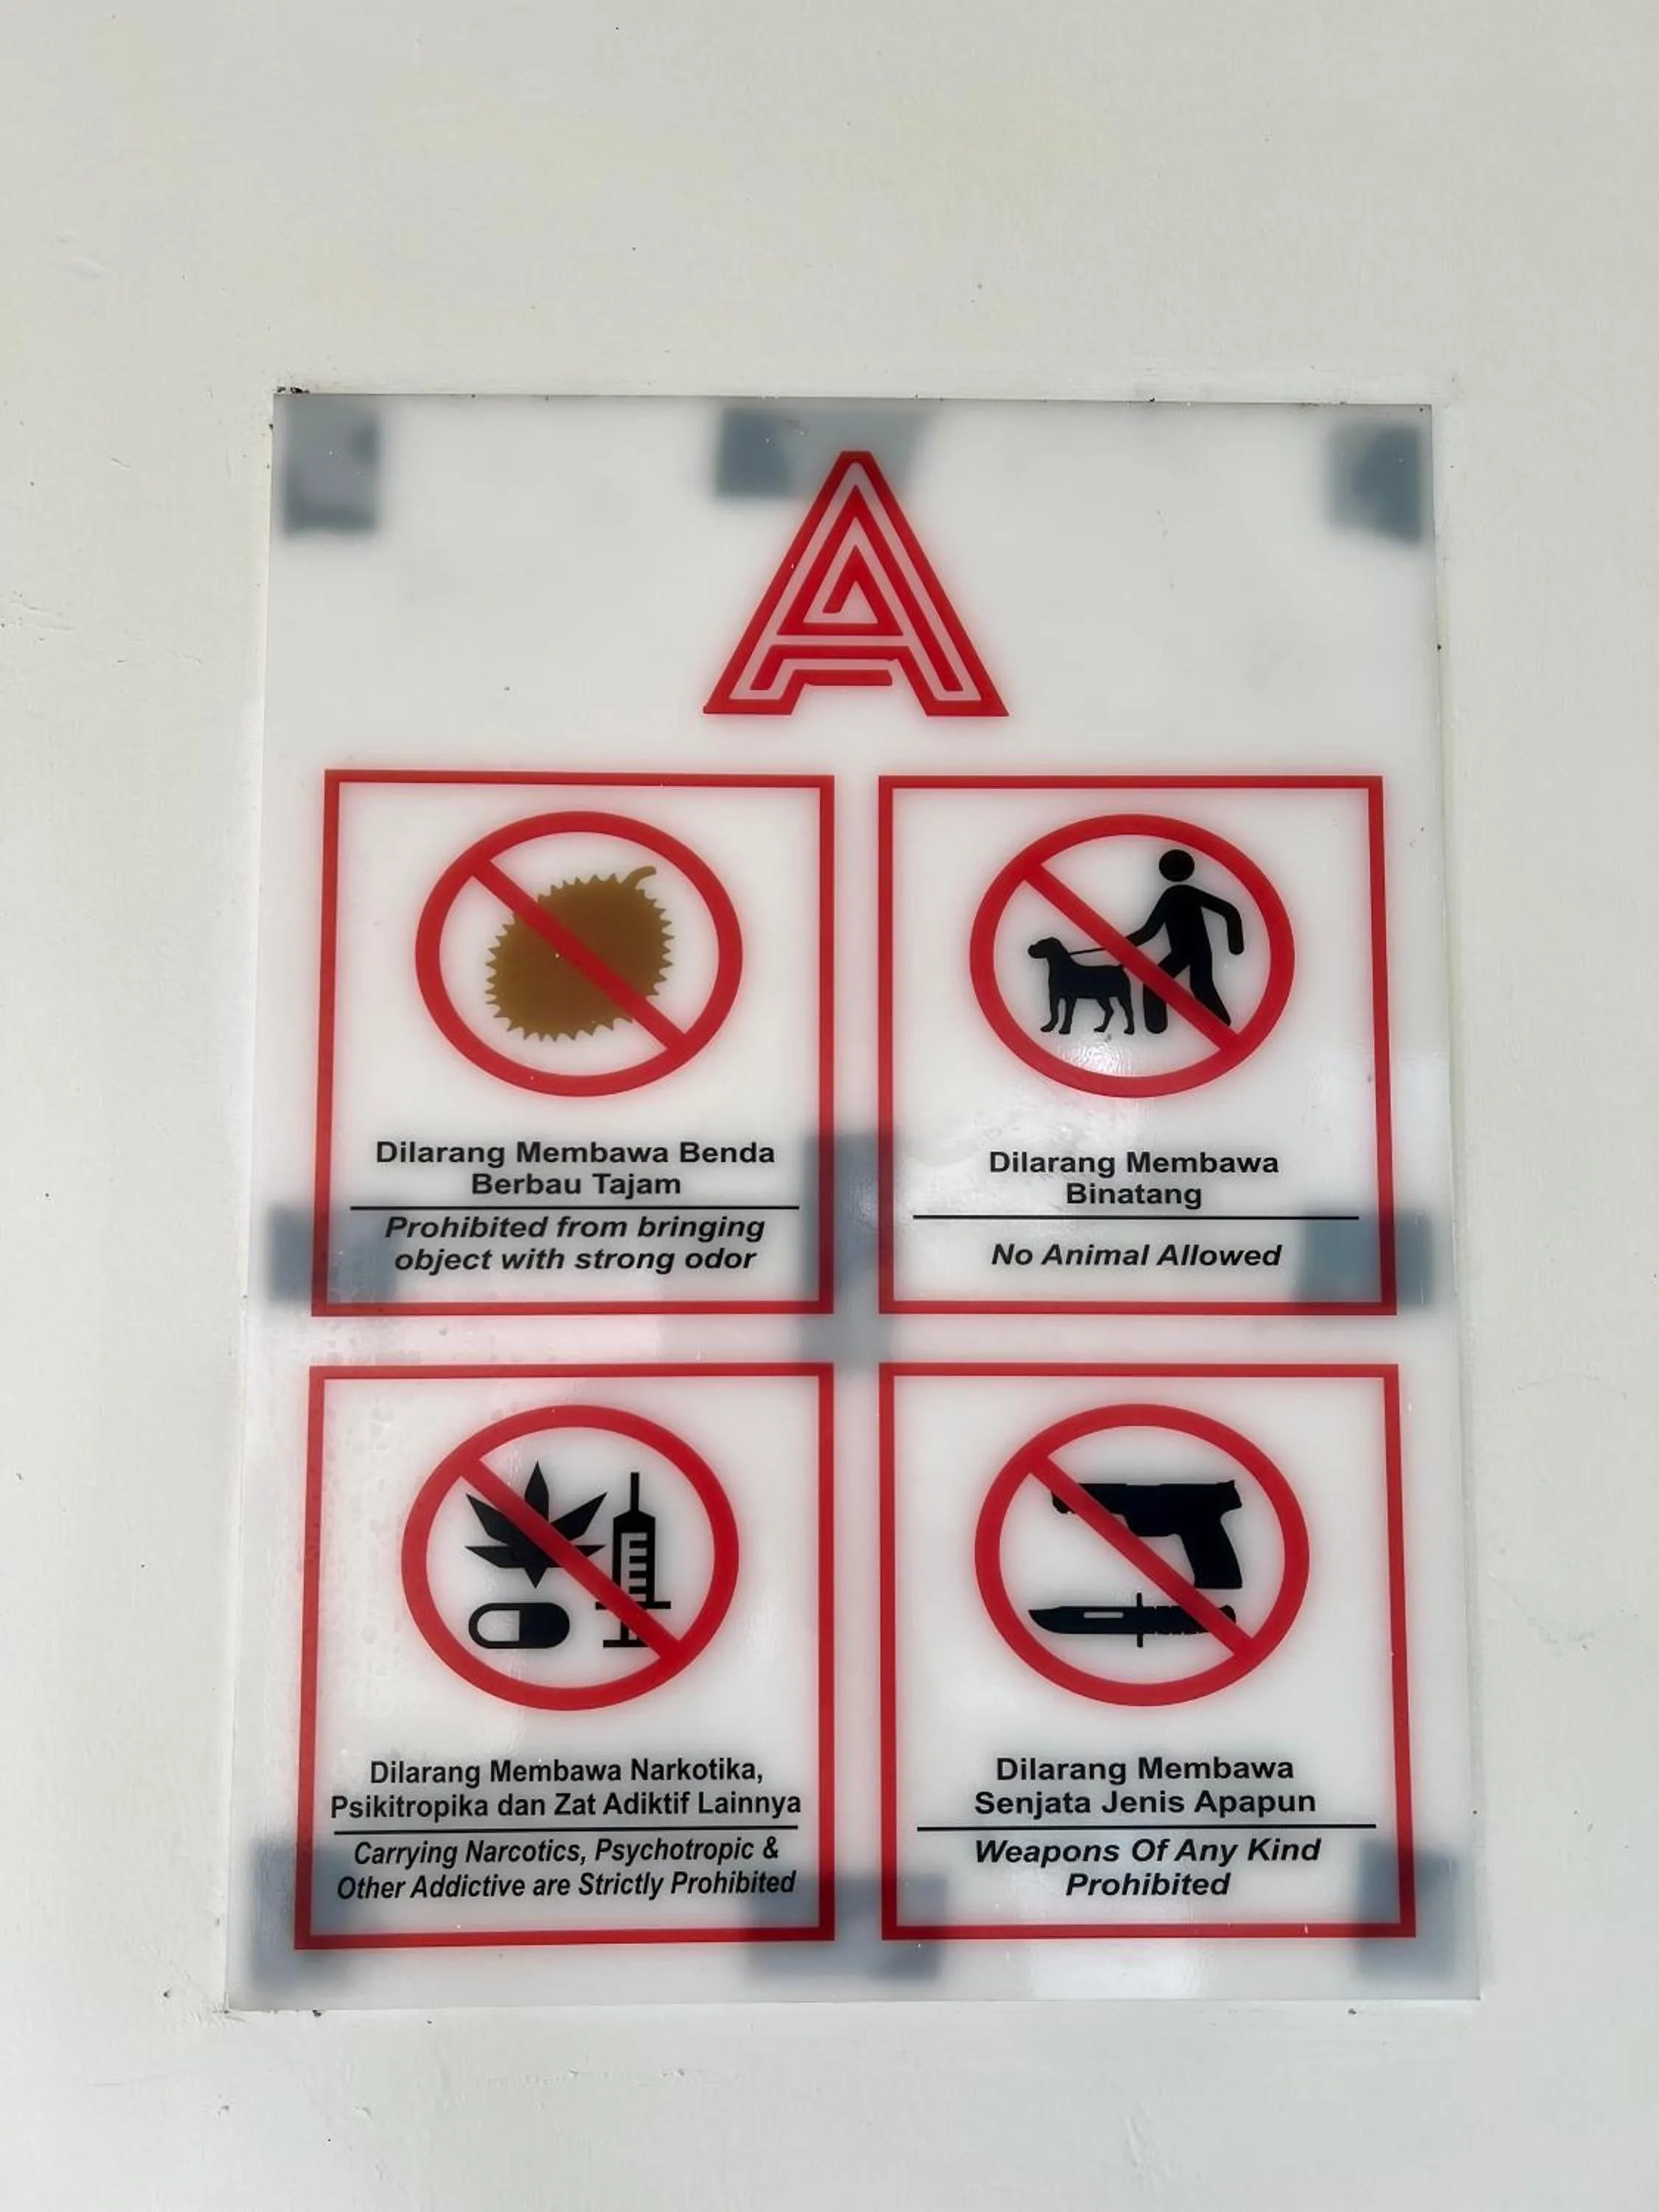 A
Dilarang Membawa Benda
Berbau Tajam
Prohibited from bringing
object with strong odor
Dilarang Membawa
Binatang
No Animal Allowed
Dilarang Membawa Narkotika,
Psikitropika dan Zat Adiktif Lainnya
Carrying Narcotics, Psychotropic &
Other Addictive are Strictly Prohibited
Dilarang Membawa
Senjata Jenis Apapun
Weapons Of Any Kind
Prohibited